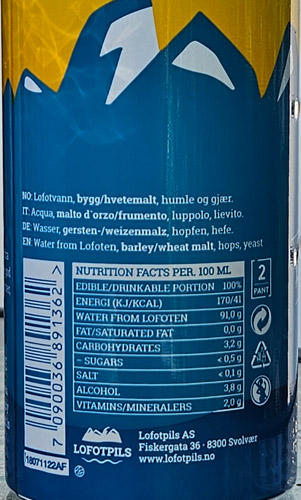 NO: Lofotvann, bygg/hvetemalt, humle og gjær.
IT: Acqua, malto d`orzo/frumento, luppolo, lievito.
DE: Wasser, gersten-/weizenmalz, hopfen, hefe.
EN: Water from Lofoten, barley/wheat malt, hops, yeast
NUTRITION FACTS PER. 100 ML
EDIBLE/DRINKABLE PORTION 100%
ENERGI (KJ/KCAL) 170/41
WATER FROM LOFOTEN 91,0 g
FAT/SATURATED FAT 0,0 g
CARBOHYDRATES 3,2 g
– SUGARS < 0,5 g
SALT < 0,1 g
ALCOHOL 3,8 g
VITAMINS/MINERALERS 2,0 g
2
PANT
7 090036 891362 >
18071122AF
LOFOTPILS
Lofotpils AS
Fiskergata 36 · 8300 Svolvær
www.lofotpils.no